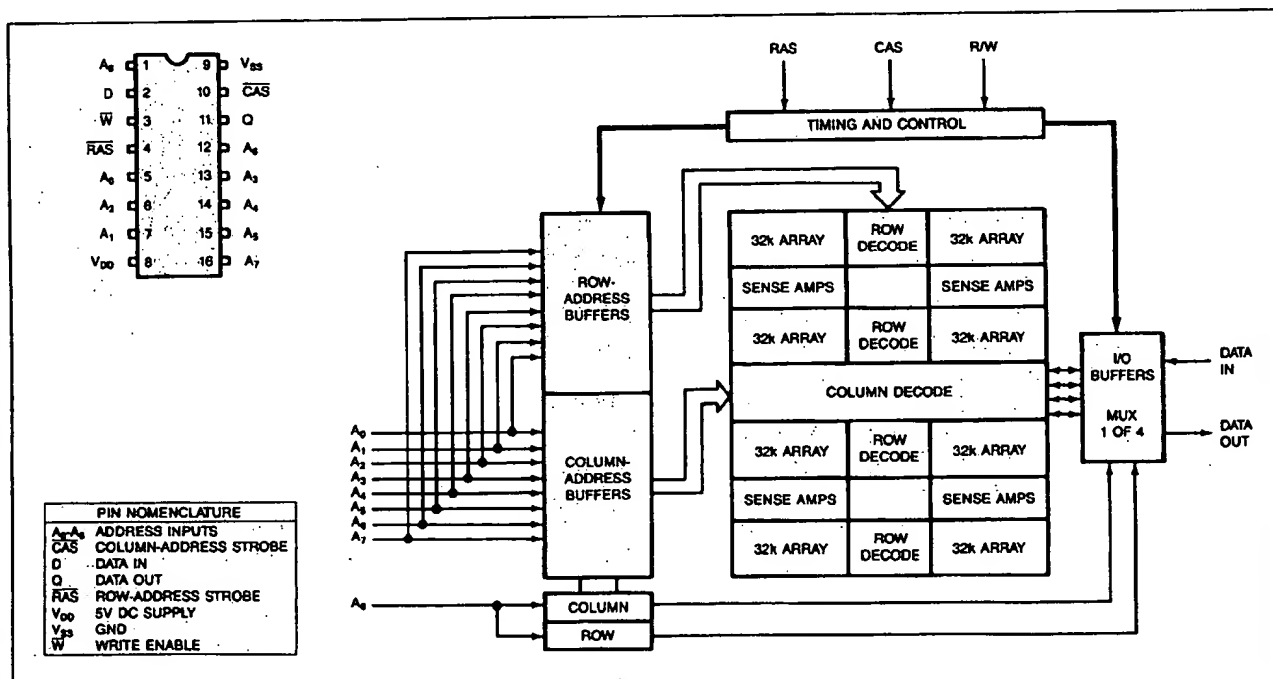 A₈ 1 9 V_SS
D 2 10 CAS
W 3 11 Q
RAS 4 12 A₆
A₀ 5 13 A₃
A₂ 6 14 A₄
A₁ 7 15 A₅
V_DD 8 16 A₇
RAS CAS R/W
TIMING AND CONTROL
ROW-
ADDRESS
BUFFERS
COLUMN-
ADDRESS
BUFFERS
A₀
A₁
A₂
A₃
A₄
A₅
A₆
A₇
A₈
COLUMN
ROW
32k ARRAY
ROW
DECODE
32k ARRAY
SENSE AMPS
SENSE AMPS
32k ARRAY
ROW
DECODE
32k ARRAY
COLUMN DECODE
32k ARRAY
ROW
DECODE
32k ARRAY
SENSE AMPS
SENSE AMPS
32k ARRAY
ROW
DECODE
32k ARRAY
I/O
BUFFERS
MUX
1 OF 4
DATA
IN
DATA
OUT
PIN NOMENCLATURE
A₀-A₈ ADDRESS INPUTS
CAS COLUMN-ADDRESS STROBE
D DATA IN
Q DATA OUT
RAS ROW-ADDRESS STROBE
V_DD 5V DC SUPPLY
V_SS GND
W WRITE ENABLE